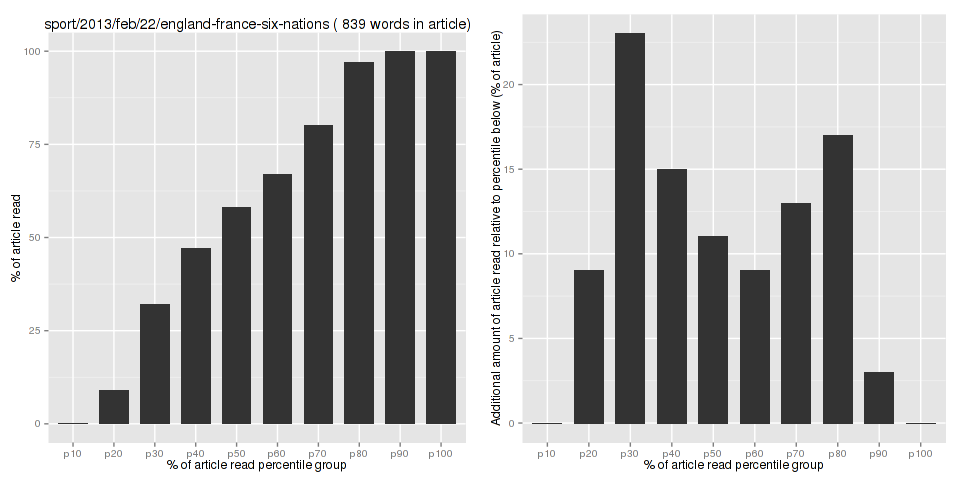 sport/2013/feb/22/england-france-six-nations ( 839 words in article)
% of article read
100
75
50
25
0
p10 p20 p30 p40 p50 p60 p70 p80 p90 p100
% of article read percentile group
Additional amount of article read relative to percentile below (% of article)
20
15
10
5
0
p10 p20 p30 p40 p50 p60 p70 p80 p90 p100
% of article read percentile group